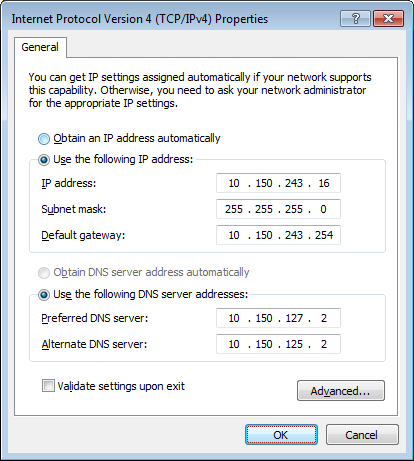 Internet Protocol Version 4 (TCP/IPv4) Properties
?
General
You can get IP settings assigned automatically if your network supports
this capability. Otherwise, you need to ask your network administrator
for the appropriate IP settings.
Obtain an IP address automatically
Use the following IP address:
IP address: 10 . 150 . 243 . 16
Subnet mask: 255 . 255 . 255 . 0
Default gateway: 10 . 150 . 243 . 254
Obtain DNS server address automatically
Use the following DNS server addresses:
Preferred DNS server: 10 . 150 . 127 . 2
Alternate DNS server: 10 . 150 . 125 . 2
Validate settings upon exit
Advanced...
OK Cancel